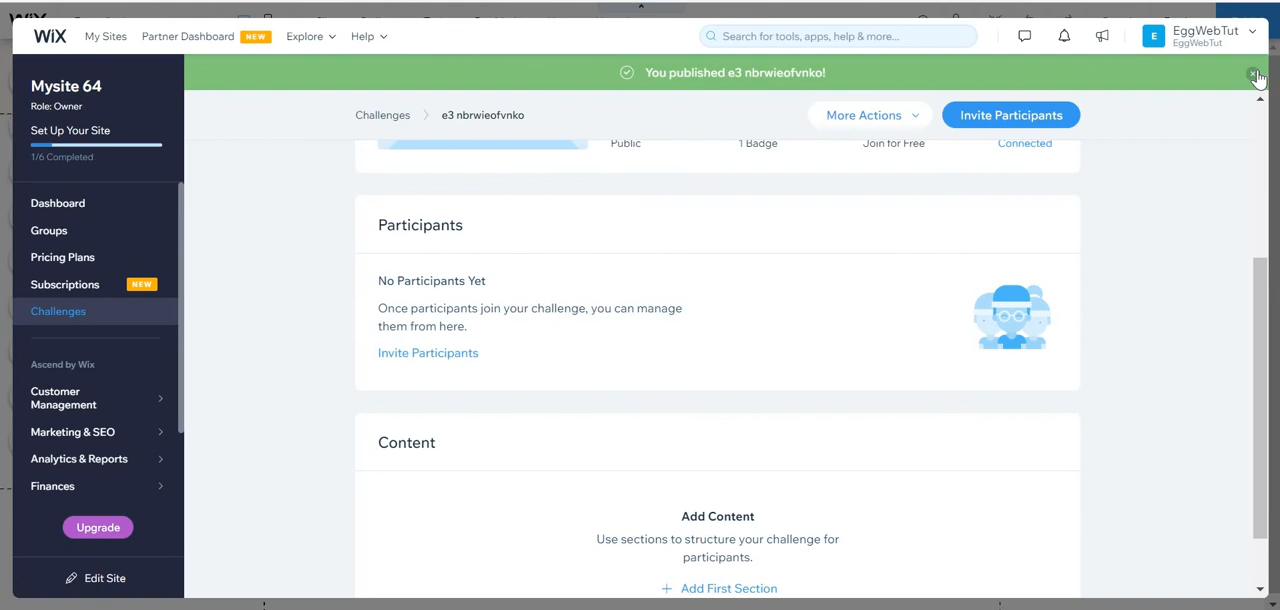 WiX
My Sites
Partner Dashboard NEW
Explore
Help
Search for tools, apps, help & more...
E
EggWebTut
EggWebTut
Mysite 64
Role: Owner
Set Up Your Site
1/6 Completed
Dashboard
Groups
Pricing Plans
Subscriptions NEW
Challenges
Ascend by Wix
Customer
Management
Marketing & SEO
Analytics & Reports
Finances
Upgrade
Edit Site
You published e3 nbrwieofvnko!
Challenges
e3 nbrwieofvnko
More Actions
Invite Participants
Public
1 Badge
Join for Free
Connected
Participants
No Participants Yet
Once participants join your challenge, you can manage
them from here.
Invite Participants
Content
Add Content
Use sections to structure your challenge for
participants.
+ Add First Section